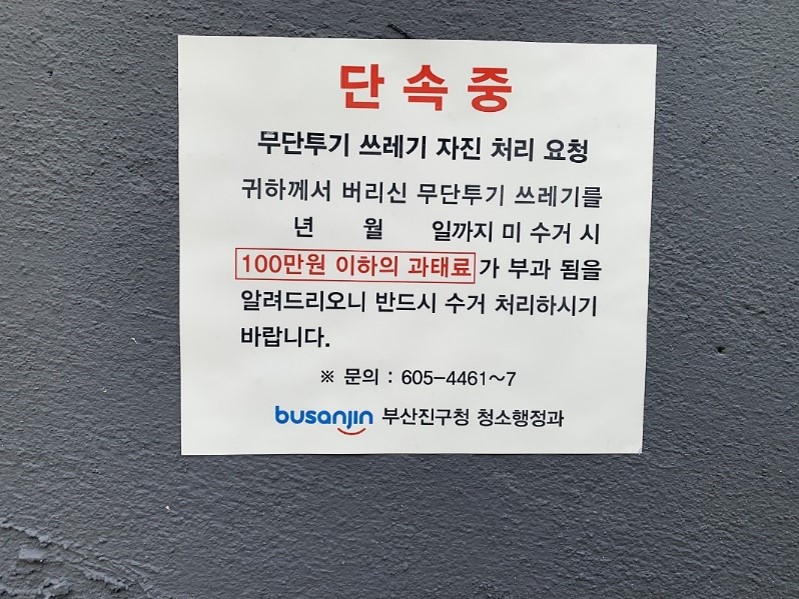 단속중
무단투기 쓰레기 자진 처리 요청
귀하께서 버리신 무단투기 쓰레기를
년 월 일까지 미 수거 시
100만원 이하의 과태료가 부과 됨을
알려드리오니 반드시 수거 처리하시기
바랍니다.
※ 문의 : 605-4461~7
busanjin 부산진구청 청소행정과